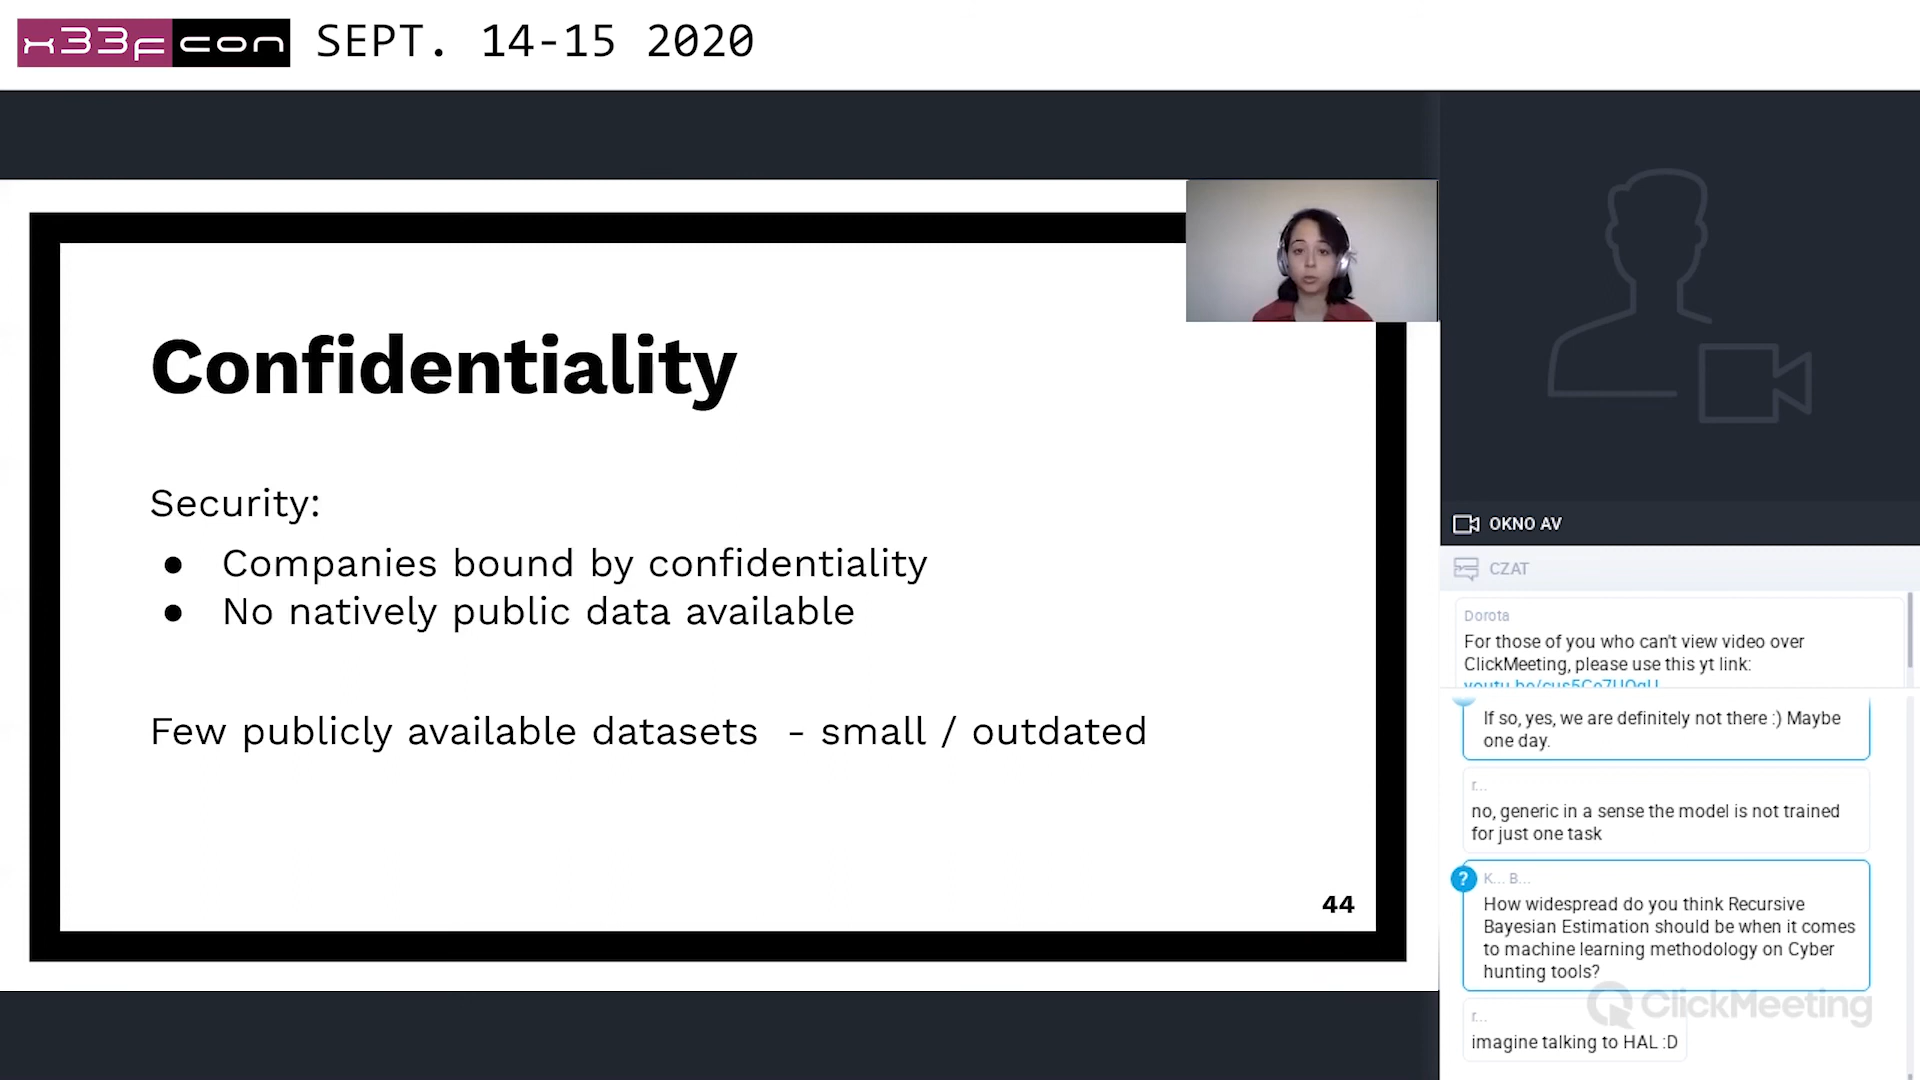 x33fcon SEPT. 14-15 2020
Confidentiality
Security:
● Companies bound by confidentiality
● No natively public data available
Few publicly available datasets - small / outdated
44
OKNO AV
CZAT
Dorota
For those of you who can't view video over
ClickMeeting, please use this yt link:
If so, yes, we are definitely not there :) Maybe
one day.
r...
no, generic in a sense the model is not trained
for just one task
? K... B...
How widespread do you think Recursive
Bayesian Estimation should be when it comes
to machine learning methodology on Cyber
hunting tools?
ClickMeeting
r...
imagine talking to HAL :D